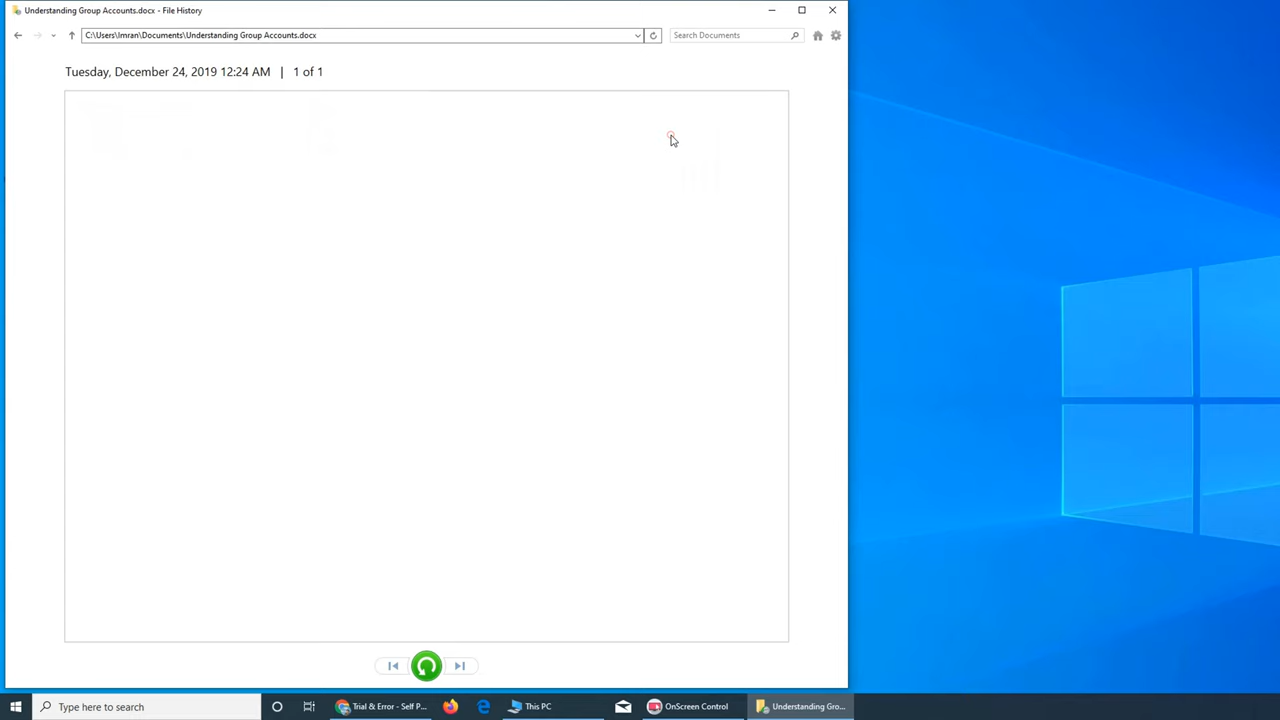 Understanding Group Accounts.docx - File History
C:\Users\Imran\Documents\Understanding Group Accounts.docx
Search Documents
Tuesday, December 24, 2019 12:24 AM | 1 of 1
Type here to search
Trial & Error - Self P...
This PC
OnScreen Control
Understanding Gro...